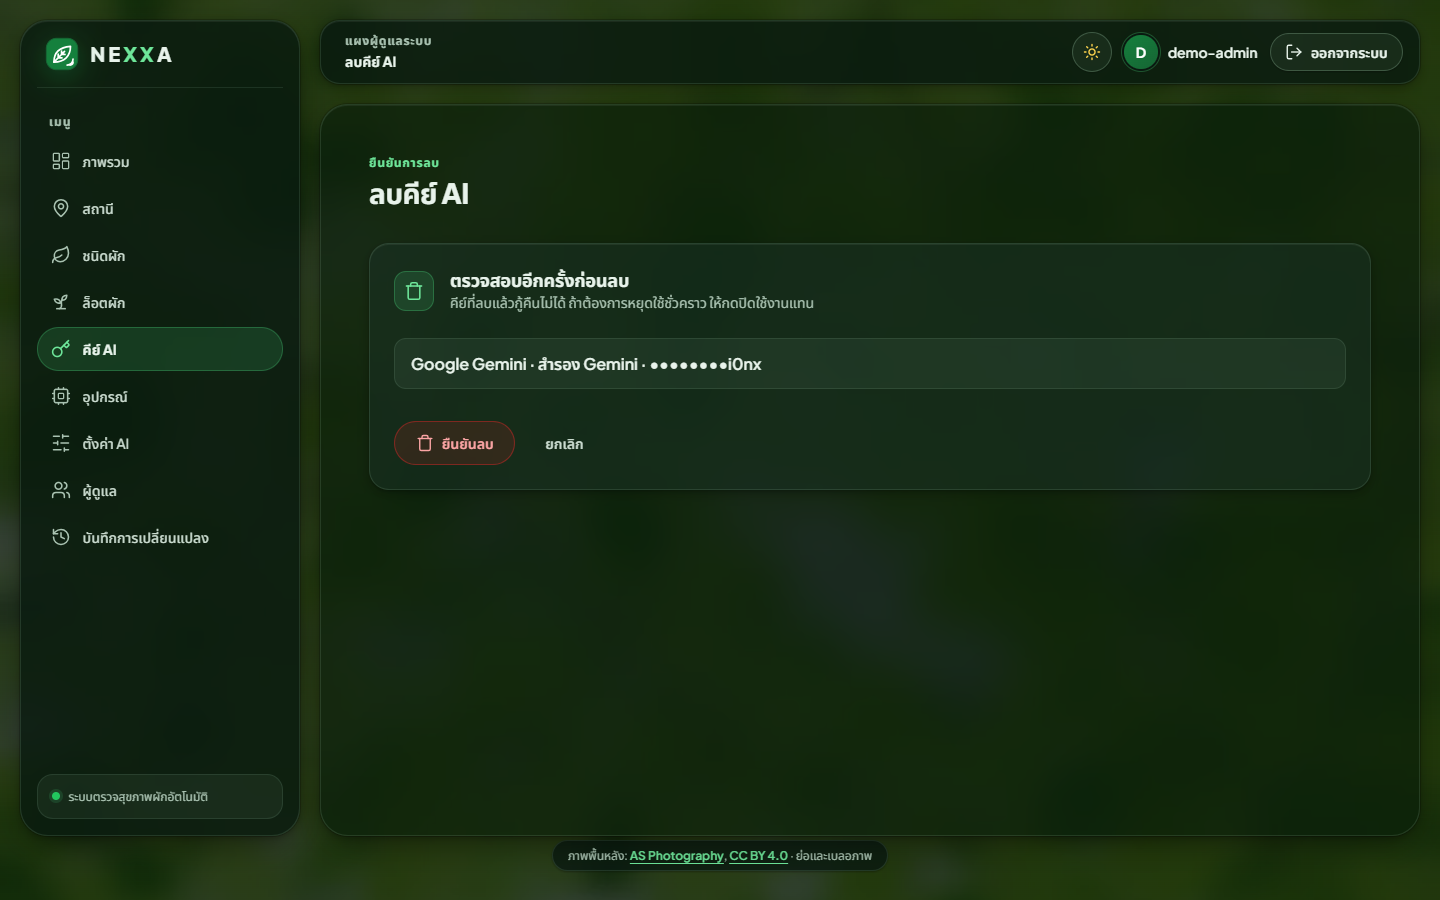 NEXXA
เมนู
ภาพรวม
สถานี
ชนิดผัก
ล็อตผัก
คีย์ AI
อุปกรณ์
ตั้งค่า AI
ผู้ดูแล
บันทึกการเปลี่ยนแปลง
ระบบตรวจสุขภาพผักอัตโนมัติ
แผงผู้ดูแลระบบ
ลบคีย์ AI
D
demo-admin
ออกจากระบบ
ยืนยันการลบ
ลบคีย์ AI
ตรวจสอบอีกครั้งก่อนลบ
คีย์ที่ลบแล้วกู้คืนไม่ได้ ถ้าต้องการหยุดใช้ชั่วคราว ให้กดปิดใช้งานแทน
Google Gemini · สำรอง Gemini · ●●●●●●●●i0nx
ยืนยันลบ
ยกเลิก
ภาพพื้นหลัง: AS Photography, CC BY 4.0 · ย่อและเบลอภาพ